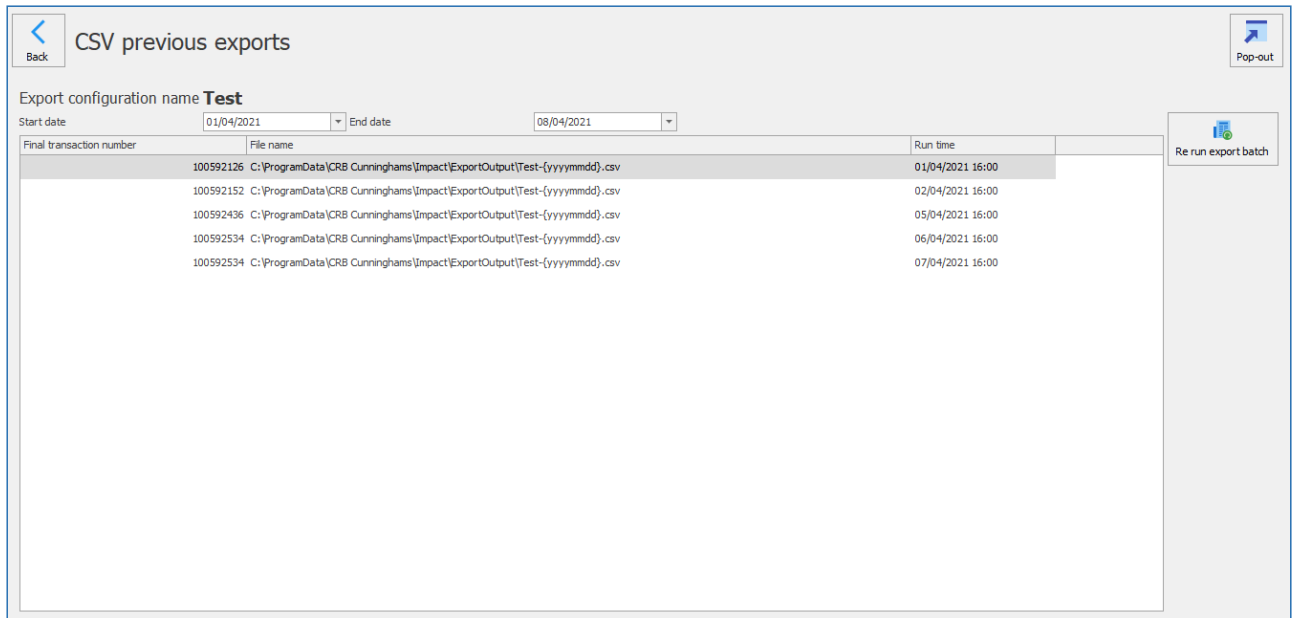 Back
CSV previous exports
Pop-out
Export configuration name Test
Start date 01/04/2021 End date 08/04/2021
Final transaction number File name Run time
Re run export batch
100592126 C:\ProgramData\CRB Cunninghams\Impact\ExportOutput\Test-{yyyymmdd}.csv 01/04/2021 16:00
100592152 C:\ProgramData\CRB Cunninghams\Impact\ExportOutput\Test-{yyyymmdd}.csv 02/04/2021 16:00
100592436 C:\ProgramData\CRB Cunninghams\Impact\ExportOutput\Test-{yyyymmdd}.csv 05/04/2021 16:00
100592534 C:\ProgramData\CRB Cunninghams\Impact\ExportOutput\Test-{yyyymmdd}.csv 06/04/2021 16:00
100592534 C:\ProgramData\CRB Cunninghams\Impact\ExportOutput\Test-{yyyymmdd}.csv 07/04/2021 16:00